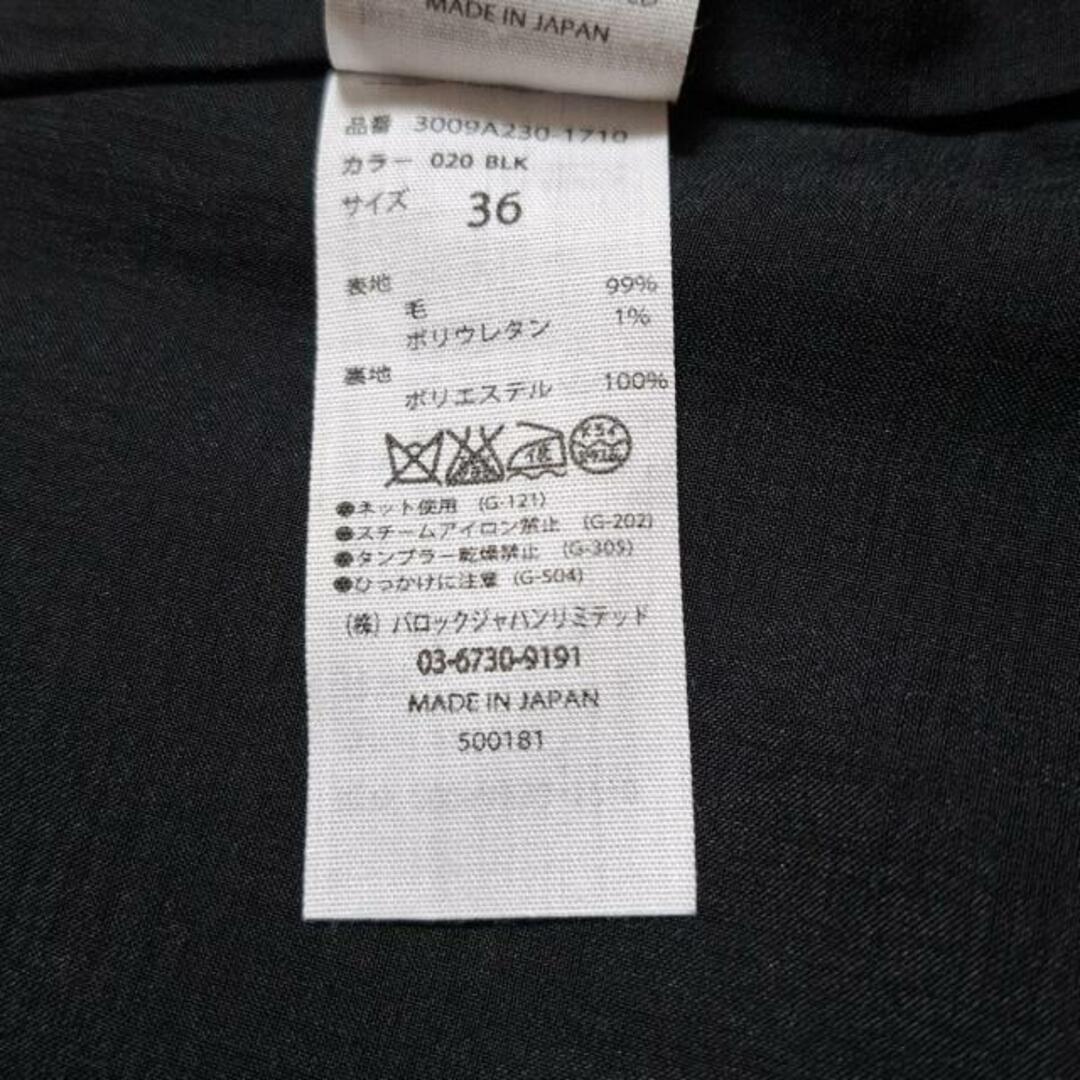 MADE IN JAPAN
品番 3009A230-1710
カラー 020 BLK
サイズ 36
表地 99%
毛 1%
ポリウレタン
裏地 100%
ポリエステル
●ネット使用 (G-121)
●スチームアイロン禁止 (G-202)
●タンブラー乾燥禁止 (G-305)
●ひっかけに注意 (G-504)
(株) バロックジャパンリミテッド
03-6730-9191
MADE IN JAPAN
500181